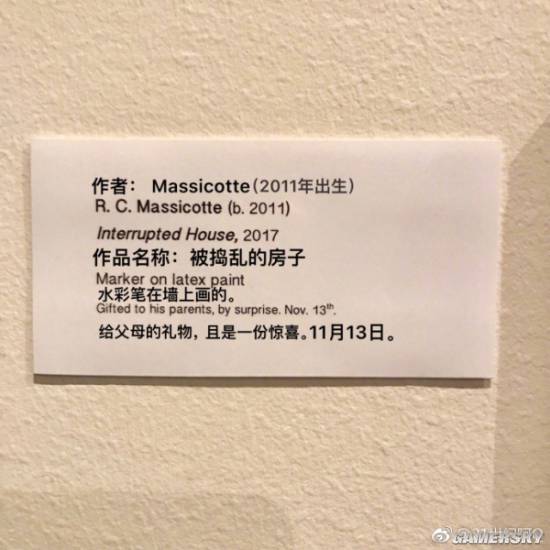 作者： Massicotte（2011年出生）
R. C. Massicotte (b. 2011)
Interrupted House, 2017
作品名称：被捣乱的房子
Marker on latex paint
水彩笔在墙上画的。
Gifted to his parents, by surprise. Nov. 13th.
给父母的礼物，且是一份惊喜。11月13日。
GAMERSKY